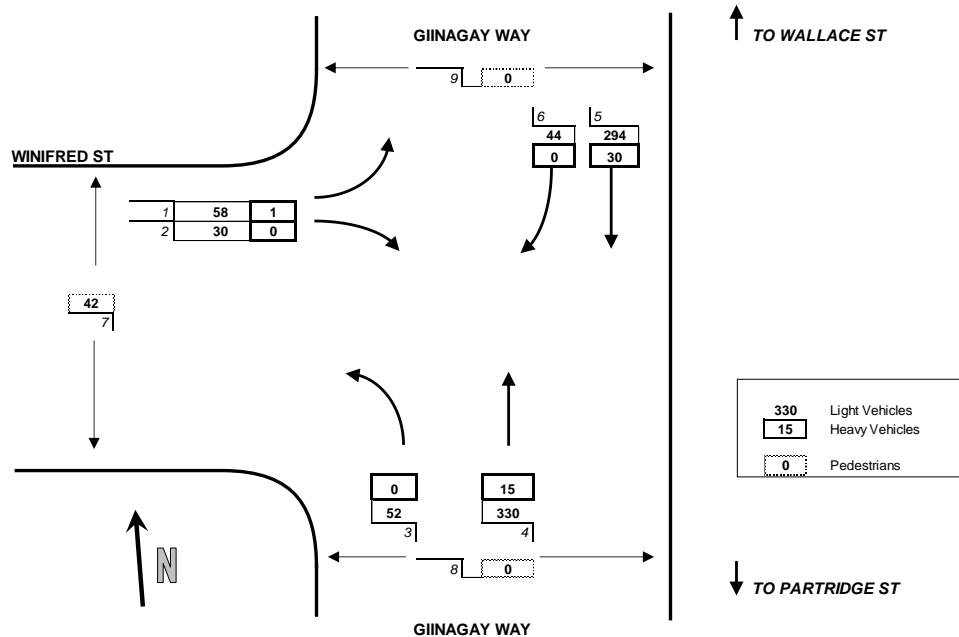 GIINAGAY WAY
TO WALLACE ST
9 0
6 5
44 294
0 30
WINIFRED ST
1 58 1
2 30 0
42
7
330 Light Vehicles
15 Heavy Vehicles
0 Pedestrians
0 15
52 330
3 4
N
8 0
TO PARTRIDGE ST
GIINAGAY WAY